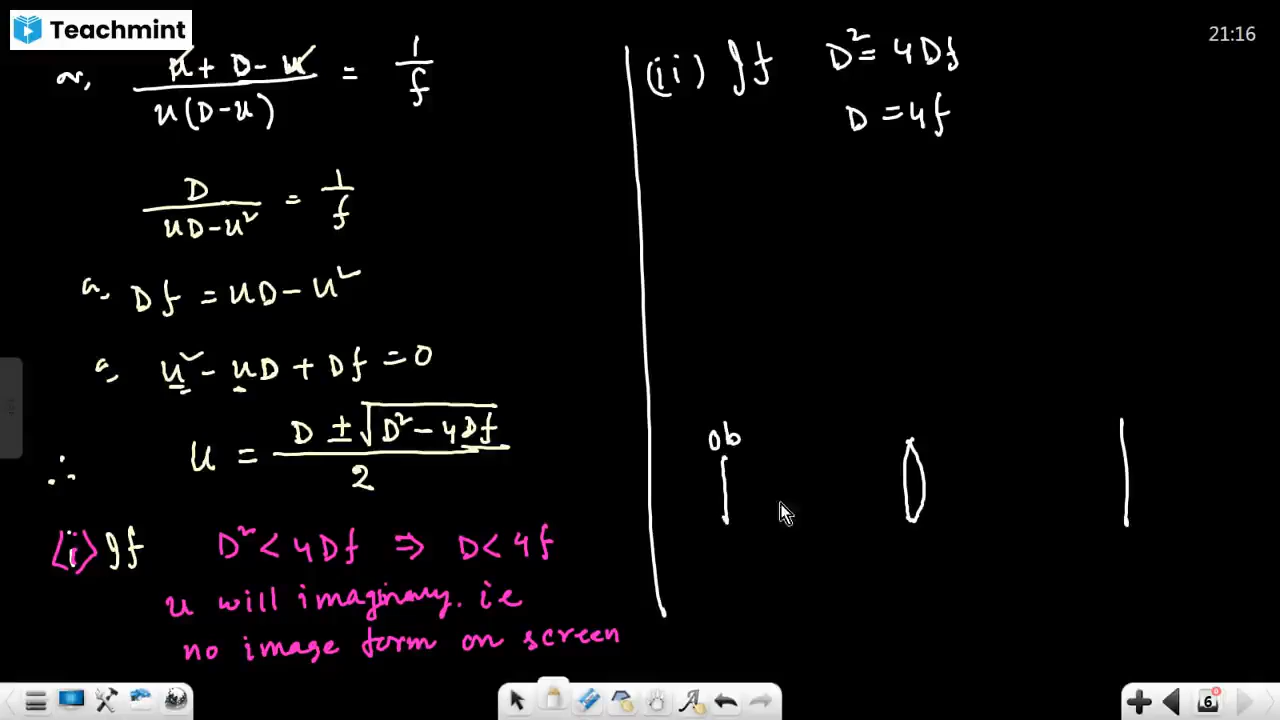 Teachmint
21:16
or, u + D - u / u(D-u) = 1/f
D / uD-u² = 1/f
or, Df = uD - u²
or, u² - uD + Df = 0
∴ u = D ± √D² - 4Df / 2
(i) If D² < 4Df ⇒ D < 4f
u will imaginary. i.e
no image form on screen
(ii) If D² = 4Df
D = 4f
ob
6